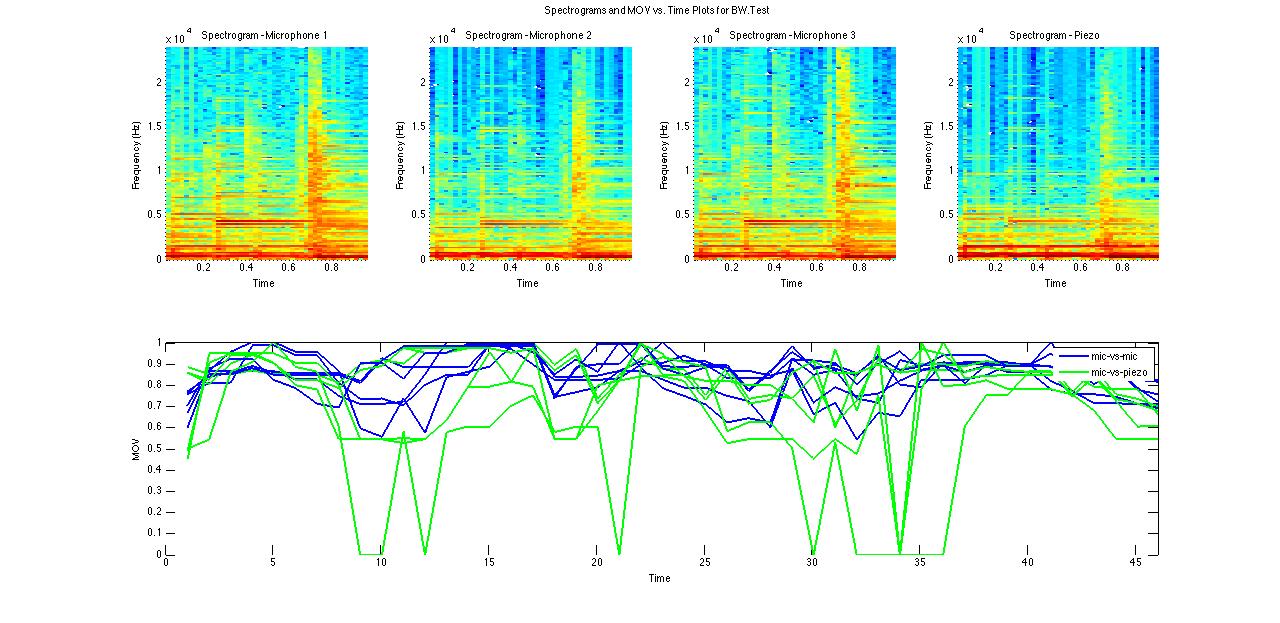 Spectrograms and MOV vs. Time Plots for BW.Test
x 10^4 Spectrogram - Microphone 1
x 10^4 Spectrogram - Microphone 2
x 10^4 Spectrogram - Microphone 3
x 10^4 Spectrogram - Piezo
Frequency (Hz)
2
1.5
1
0.5
0
0.2 0.4 0.6 0.8
Time
Frequency (Hz)
2
1.5
1
0.5
0
0.2 0.4 0.6 0.8
Time
Frequency (Hz)
2
1.5
1
0.5
0
0.2 0.4 0.6 0.8
Time
Frequency (Hz)
2
1.5
1
0.5
0
0.2 0.4 0.6 0.8
Time
MOV
1
0.9
0.8
0.7
0.6
0.5
0.4
0.3
0.2
0.1
0
0 5 10 15 20 25 30 35 40 45
Time
mic-vs-mic
mic-vs-piezo